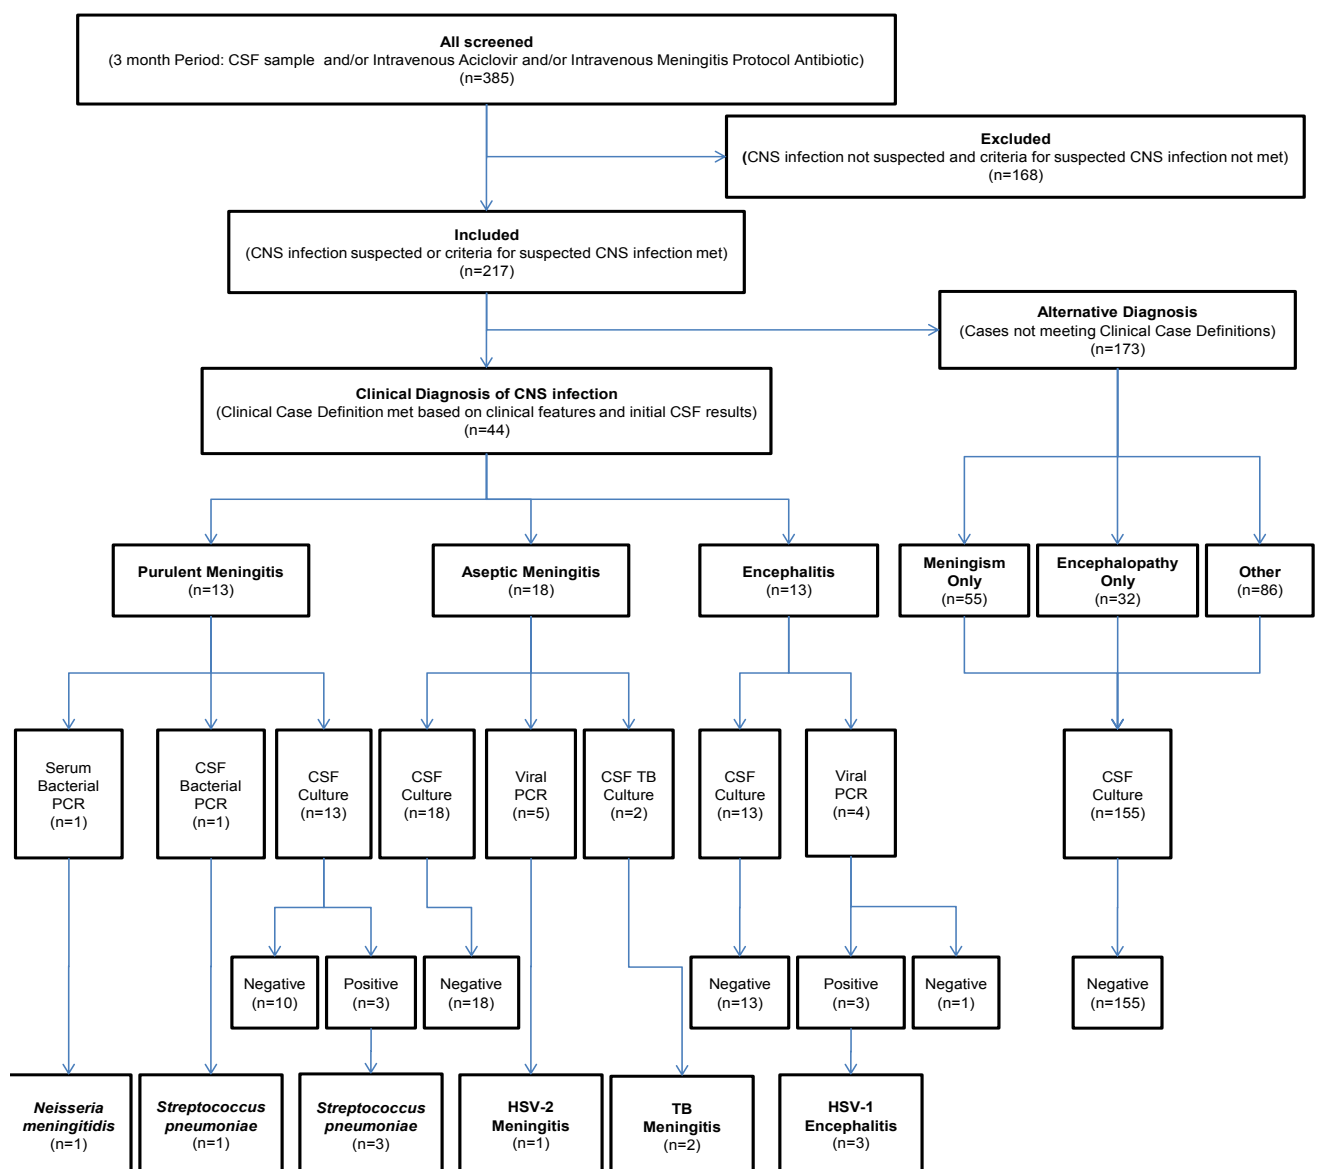 All screened
(3 month Period: CSF sample  and/or Intravenous Aciclovir and/or Intravenous Meningitis Protocol Antibiotic)
(n=385)
Excluded
(CNS infection not suspected and criteria for suspected CNS infection not met)
(n=168)
Included
(CNS infection suspected or criteria for suspected CNS infection met)
(n=217)
Alternative Diagnosis
(Cases not meeting Clinical Case Definitions)
(n=173)
Clinical Diagnosis of CNS infection
(Clinical Case Definition met based on clinical features and initial CSF results)
(n=44)
Purulent Meningitis
(n=13)
Aseptic Meningitis
(n=18)
Encephalitis
(n=13)
Meningism
Only
(n=55)
Encephalopathy
Only
(n=32)
Other
(n=86)
Serum
Bacterial
PCR
(n=1)
CSF
Bacterial
PCR
(n=1)
CSF
Culture
(n=13)
CSF
Culture
(n=18)
Viral
PCR
(n=5)
CSF TB
Culture
(n=2)
CSF
Culture
(n=13)
Viral
PCR
(n=4)
CSF
Culture
(n=155)
Negative
(n=10)
Positive
(n=3)
Negative
(n=18)
Negative
(n=13)
Positive
(n=3)
Negative
(n=1)
Negative
(n=155)
Neisseria
meningitidis
(n=1)
Streptococcus
pneumoniae
(n=1)
Streptococcus
pneumoniae
(n=3)
HSV-2
Meningitis
(n=1)
TB
Meningitis
(n=2)
HSV-1
Encephalitis
(n=3)